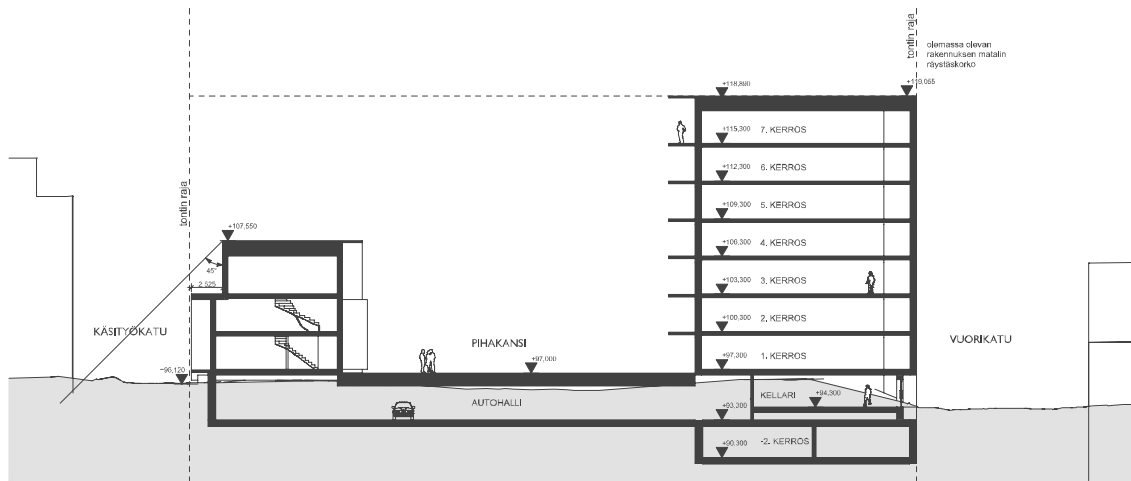 tontin raja
olemassa olevan
rakennuksen matalin
räystäskorko
+118,890
+119,055
+115,300 7. KERROS
+112,300 6. KERROS
tontin raja
+109,300 5. KERROS
+107,550
+106,300 4. KERROS
45°
+103,300 3. KERROS
2 525
+100,300 2. KERROS
KÄSITYÖKATU
PIHAKANSI
VUORIKATU
+97,300 1. KERROS
+97,000
+96,120
KELLARI
+94,300
AUTOHALLI
+93,300
+90,300 -2. KERROS